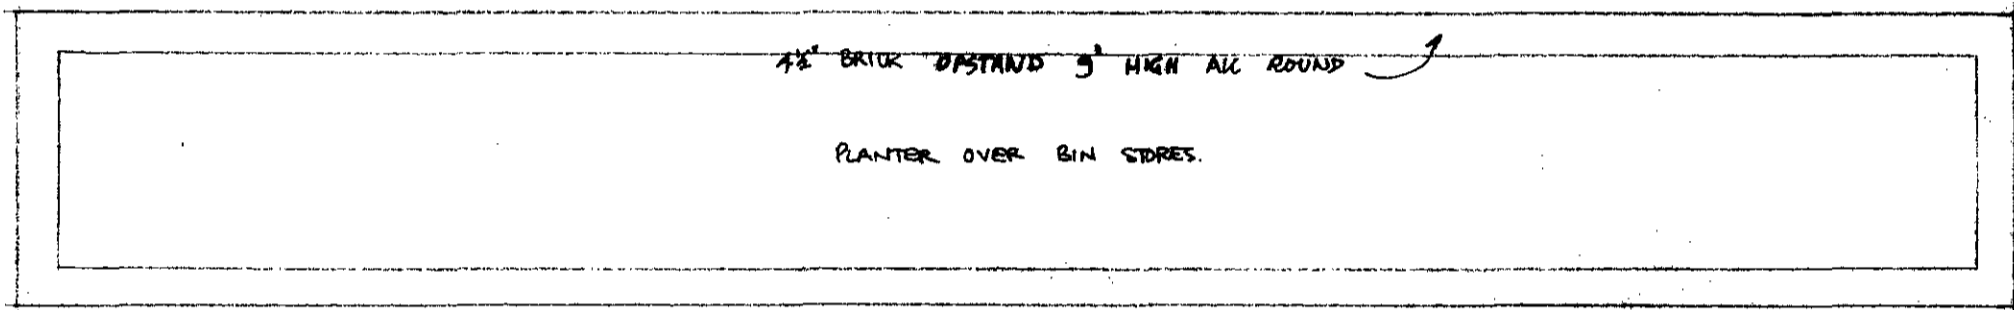 4½" BRICK UPSTAND 9" HIGH ALL ROUND
PLANTER OVER BIN STORES.